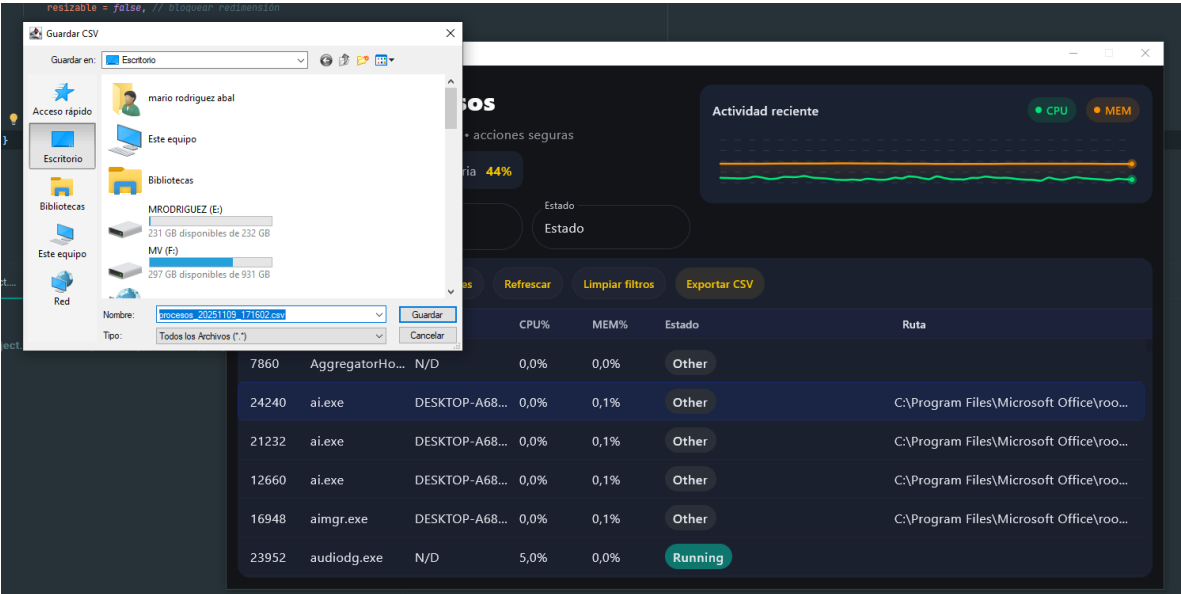 resizable = false, // bloquear redimensión
Guardar CSV
Guardar en:
Escritorio
Acceso rápido
Escritorio
Bibliotecas
Este equipo
Red
mario rodriguez abal
Este equipo
Bibliotecas
MRODRIGUEZ (E:)
231 GB disponibles de 232 GB
MV (F:)
297 GB disponibles de 931 GB
Nombre:
procesos_20251109_171602.csv
Guardar
Tipo:
Todos los Archivos (*.*)
Cancelar
}
ct....
ject.
sos
• acciones seguras
ria 44%
Actividad reciente
CPU
MEM
Estado
Estado
es
Refrescar
Limpiar filtros
Exportar CSV
CPU% MEM% Estado Ruta
7860 AggregatorHo... N/D 0,0% 0,0% Other
24240 ai.exe DESKTOP-A68... 0,0% 0,1% Other C:\Program Files\Microsoft Office\roo...
21232 ai.exe DESKTOP-A68... 0,0% 0,1% Other C:\Program Files\Microsoft Office\roo...
12660 ai.exe DESKTOP-A68... 0,0% 0,1% Other C:\Program Files\Microsoft Office\roo...
16948 aimgr.exe DESKTOP-A68... 0,0% 0,1% Other C:\Program Files\Microsoft Office\roo...
23952 audiodg.exe N/D 5,0% 0,0% Running